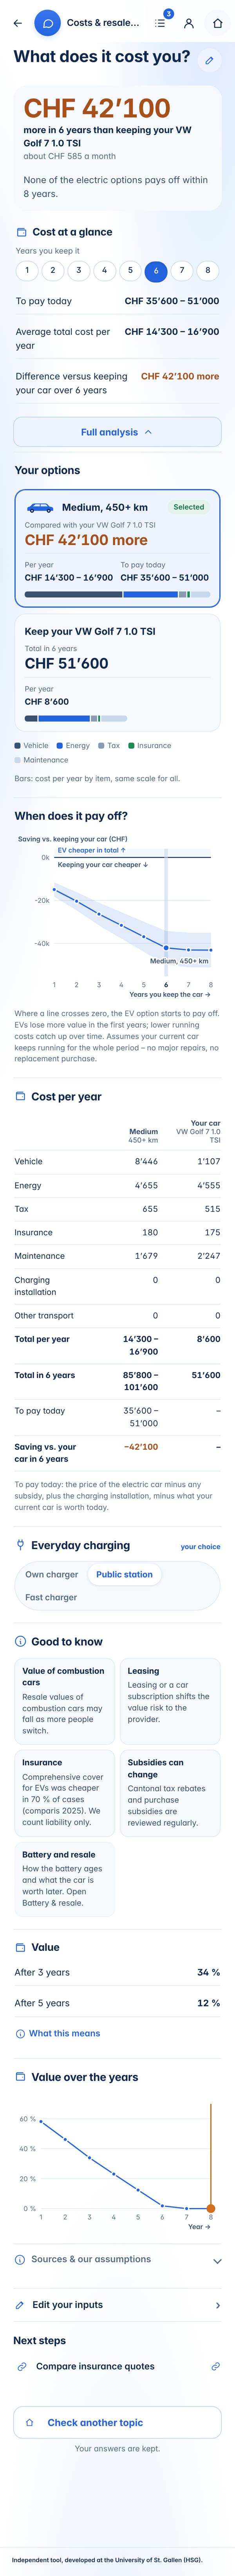 Costs & resale...
3
What does it cost you?
CHF 42’100
more in 6 years than keeping your VW
Golf 7 1.0 TSI
about CHF 585 a month
None of the electric options pays off within
8 years.
Cost at a glance
Years you keep it
1 2 3 4 5 6 7 8
To pay today CHF 35’600 – 51’000
Average total cost per CHF 14’300 – 16’900
year
Difference versus keeping CHF 42’100 more
your car over 6 years
Full analysis
Your options
Medium, 450+ km Selected
Compared with your VW Golf 7 1.0 TSI
CHF 42’100 more
Per year To pay today
CHF 14’300 – 16’900 CHF 35’600 – 51’000
Keep your VW Golf 7 1.0 TSI
Total in 6 years
CHF 51’600
Per year
CHF 8’600
Vehicle Energy Tax Insurance
Maintenance
Bars: cost per year by item, same scale for all.
When does it pay off?
Saving vs. keeping your car (CHF)
EV cheaper in total ↑
0k
Keeping your car cheaper ↓
-20k
-40k
Medium, 450+ km
1 2 3 4 5 6 7 8
Years you keep the car →
Where a line crosses zero, the EV option starts to pay off.
EVs lose more value in the first years; lower running
costs catch up over time. Assumes your current car
keeps running for the whole period – no major repairs, no
replacement purchase.
Cost per year
Medium
450+ km
Your car
VW Golf 7 1.0
TSI
Vehicle 8’446 1’107
Energy 4’655 4’555
Tax 655 515
Insurance 180 175
Maintenance 1’679 2’247
Charging 0 0
installation
Other transport 0 0
Total per year 14’300 – 8’600
16’900
Total in 6 years 85’800 – 51’600
101’600
To pay today 35’600 – –
51’000
Saving vs. your −42’100 –
car in 6 years
To pay today: the price of the electric car minus any
subsidy, plus the charging installation, minus what your
current car is worth today.
Everyday charging your choice
Own charger Public station
Fast charger
Good to know
Value of combustion
cars
Resale values of
combustion cars may
fall as more people
switch.
Leasing
Leasing or a car
subscription shifts the
value risk to the
provider.
Insurance
Comprehensive cover
for EVs was cheaper
in 70 % of cases
(comparis 2025). We
count liability only.
Subsidies can
change
Cantonal tax rebates
and purchase
subsidies are
reviewed regularly.
Battery and resale
How the battery ages
and what the car is
worth later. Open
Battery & resale.
Value
After 3 years 34 %
After 5 years 12 %
What this means
Value over the years
60 %
40 %
20 %
0 %
1 2 3 4 5 6 7 8
Year →
Sources & our assumptions
Edit your inputs
Next steps
Compare insurance quotes
Check another topic
Your answers are kept.
Independent tool, developed at the University of St. Gallen (HSG).